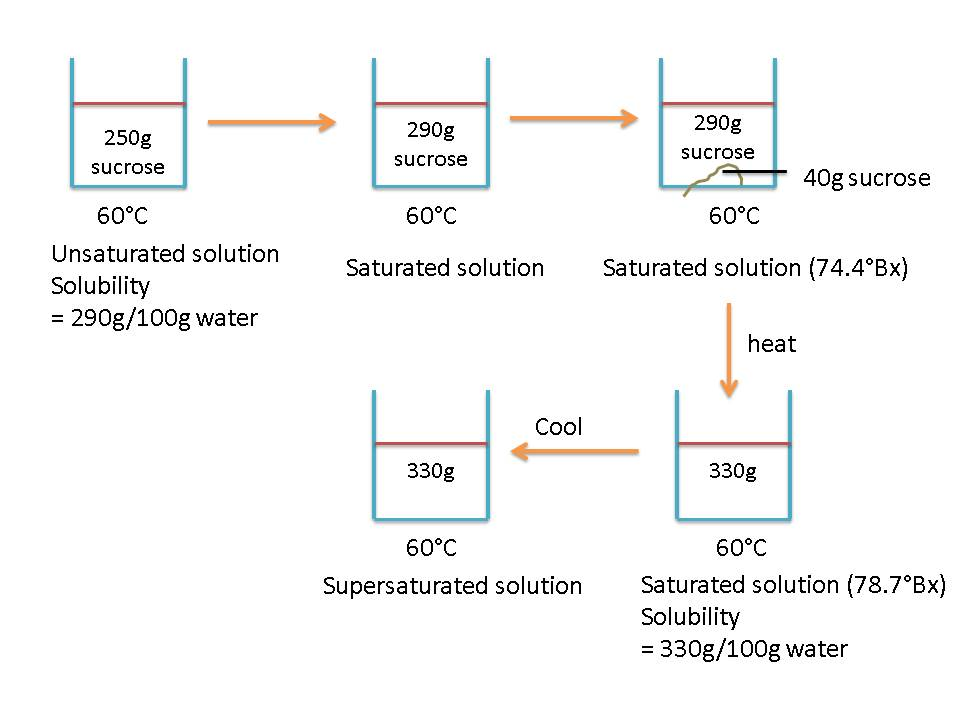 250g
sucrose
60°C
Unsaturated solution
Solubility
= 290g/100g water
290g
sucrose
60°C
Saturated solution
290g
sucrose
40g sucrose
60°C
Saturated solution (74.4°Bx)
heat
330g
60°C
Saturated solution (78.7°Bx)
Solubility
= 330g/100g water
Cool
330g
60°C
Supersaturated solution